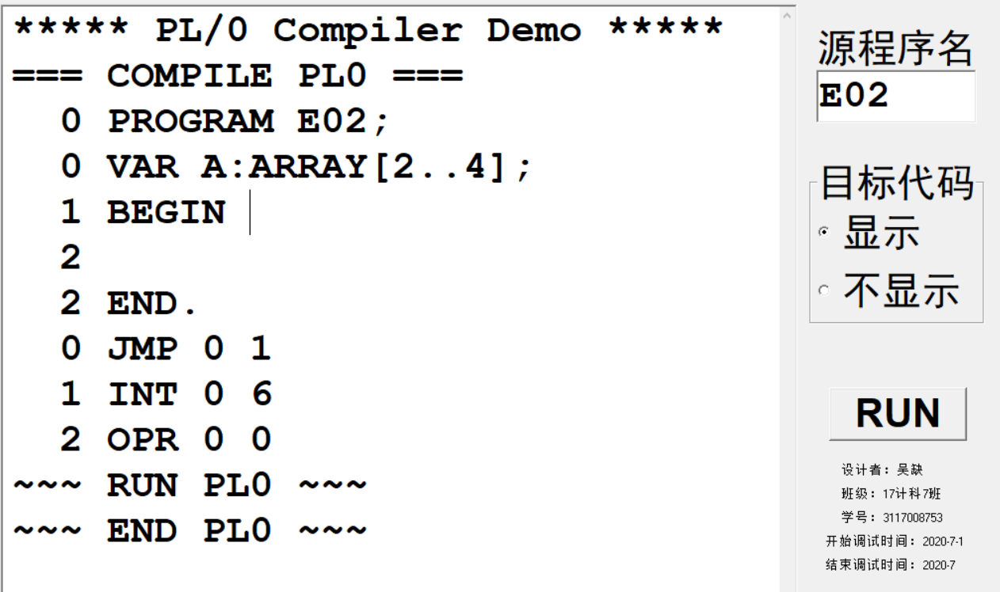 ***** PL/0 Compiler Demo *****
=== COMPILE PL0 ===
0 PROGRAM E02;
0 VAR A:ARRAY[2..4];
1 BEGIN
2
2 END.
0 JMP 0 1
1 INT 0 6
2 OPR 0 0
~~~ RUN PL0 ~~~
~~~ END PL0 ~~~
源程序名
E02
目标代码
显示
不显示
RUN
设计者：吴缺
班级：17计科7班
学号：3117008753
开始调试时间：2020-7-1
结束调试时间：2020-7